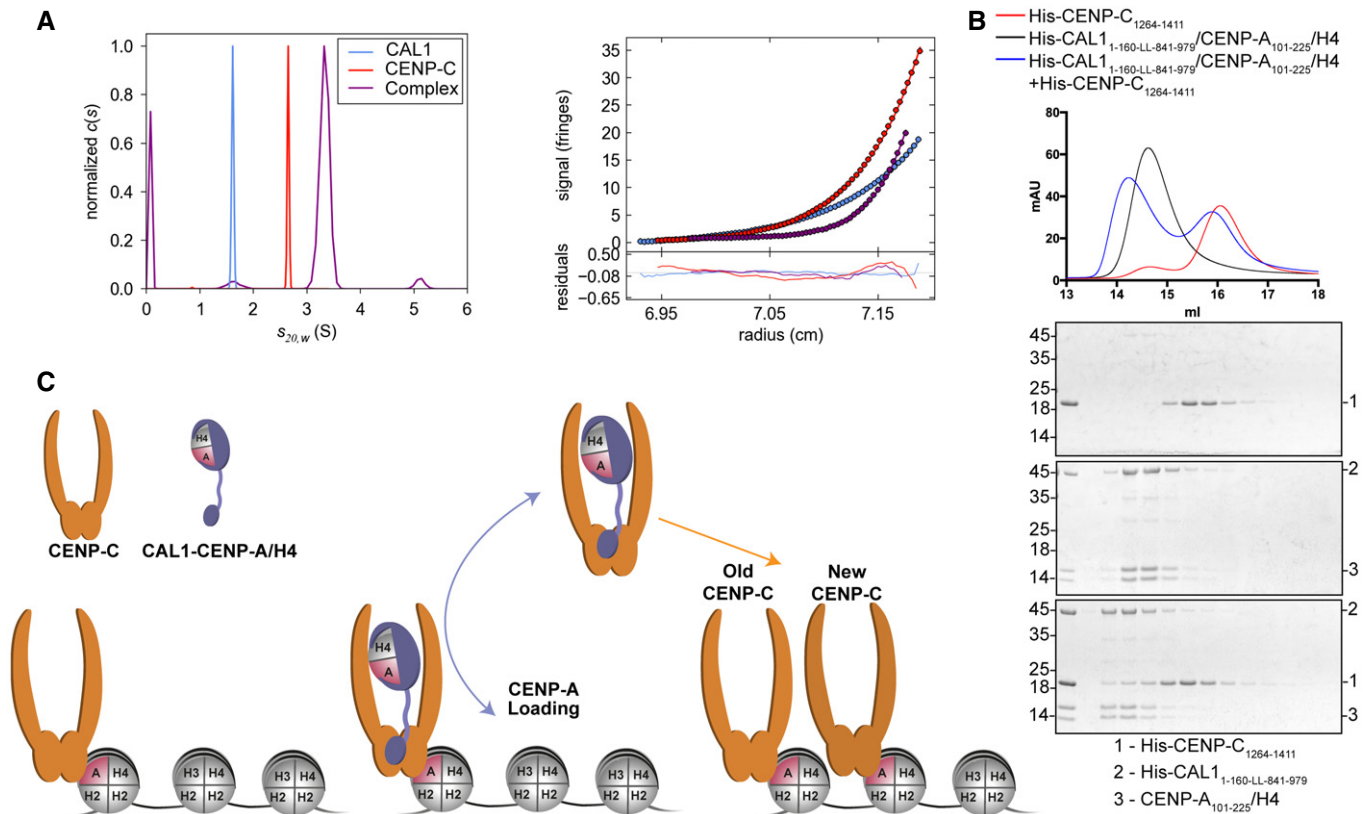 A
normalized c(s)
1.0
0.8
0.6
0.4
0.2
0.0
0 1 2 3 4 5 6
s20,w (S)
CAL1
CENP-C
Complex
signal (fringes)
35
30
25
20
15
10
5
0
residuals
0.50
−0.08
−0.65
6.95 7.05 7.15
radius (cm)
B
His-CENP-C1264-1411
His-CAL11-160-LL-841-979/CENP-A101-225/H4
His-CAL11-160-LL-841-979/CENP-A101-225/H4
+His-CENP-C1264-1411
mAU
80
60
40
20
0
13 14 15 16 17 18
ml
45
35
25
18
14
-1
45
35
25
18
14
-2
-3
45
35
25
18
14
-2
-1
-3
1 - His-CENP-C1264-1411
2 - His-CAL11-160-LL-841-979
3 - CENP-A101-225/H4
C
H4
A
CENP-C CAL1-CENP-A/H4
H4
A
Old
CENP-C
New
CENP-C
H4
A
CENP-A
Loading
A H4
H2 H2
H3 H4
H2 H2
H3 H4
H2 H2
A H4
H2 H2
H3 H4
H2 H2
H3 H4
H2 H2
A H4
H2 H2
A H4
H2 H2
H3 H4
H2 H2